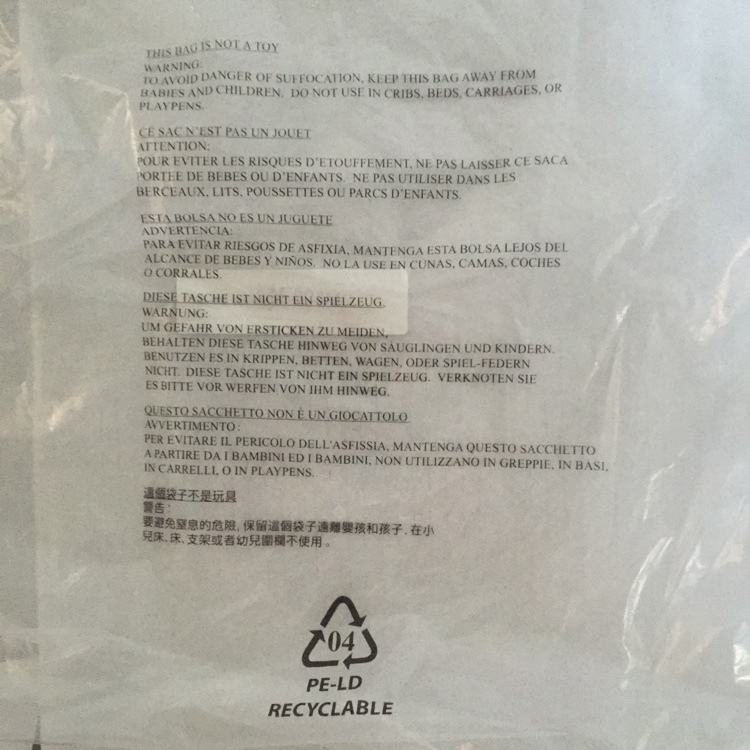 THIS BAG IS NOT A TOY
WARNING:
TO AVOID DANGER OF SUFFOCATION, KEEP THIS BAG AWAY FROM
BABIES AND CHILDREN. DO NOT USE IN CRIBS, BEDS, CARRIAGES, OR
PLAYPENS.
CE SAC N'EST PAS UN JOUET
ATTENTION:
POUR EVITER LES RISQUES D'ETOUFFEMENT, NE PAS LAISSER CE SACA
PORTEE DE BEBES OU D'ENFANTS. NE PAS UTILISER DANS LES
BERCEAUX, LITS, POUSSETTES OU PARCS D'ENFANTS.
ESTA BOLSA NO ES UN JUGUETE
ADVERTENCIA:
PARA EVITAR RIESGOS DE ASFIXIA, MANTENGA ESTA BOLSA LEJOS DEL
ALCANCE DE BEBES Y NIÑOS. NO LA USE EN CUNAS, CAMAS, COCHES
O CORRALES.
DIESE TASCHE IST NICHT EIN SPIELZEUG.
WARNUNG:
UM GEFAHR VON ERSTICKEN ZU MEIDEN,
BEHALTEN DIESE TASCHE HINWEG VON SÄUGLINGEN UND KINDERN.
BENUTZEN ES IN KRIPPEN, BETTEN, WAGEN, ODER SPIEL-FEDERN
NICHT. DIESE TASCHE IST NICHT EIN SPIELZEUG. VERKNOTEN SIE
ES BITTE VOR WERFEN VON IHM HINWEG.
QUESTO SACCHETTO NON È UN GIOCATTOLO
AVVERTIMENTO:
PER EVITARE IL PERICOLO DELL'ASFISSIA, MANTENGA QUESTO SACCHETTO
A PARTIRE DA I BAMBINI ED I BAMBINI, NON UTILIZZANO IN GREPPIE, IN BASI,
IN CARRELLI, O IN PLAYPENS.
這個袋子不是玩具
警告:
要避免窒息的危險, 保留這個袋子遠離嬰孩和孩子. 在小
兒床. 床. 支架或者幼兒圍欄不使用。
04
PE-LD
RECYCLABLE